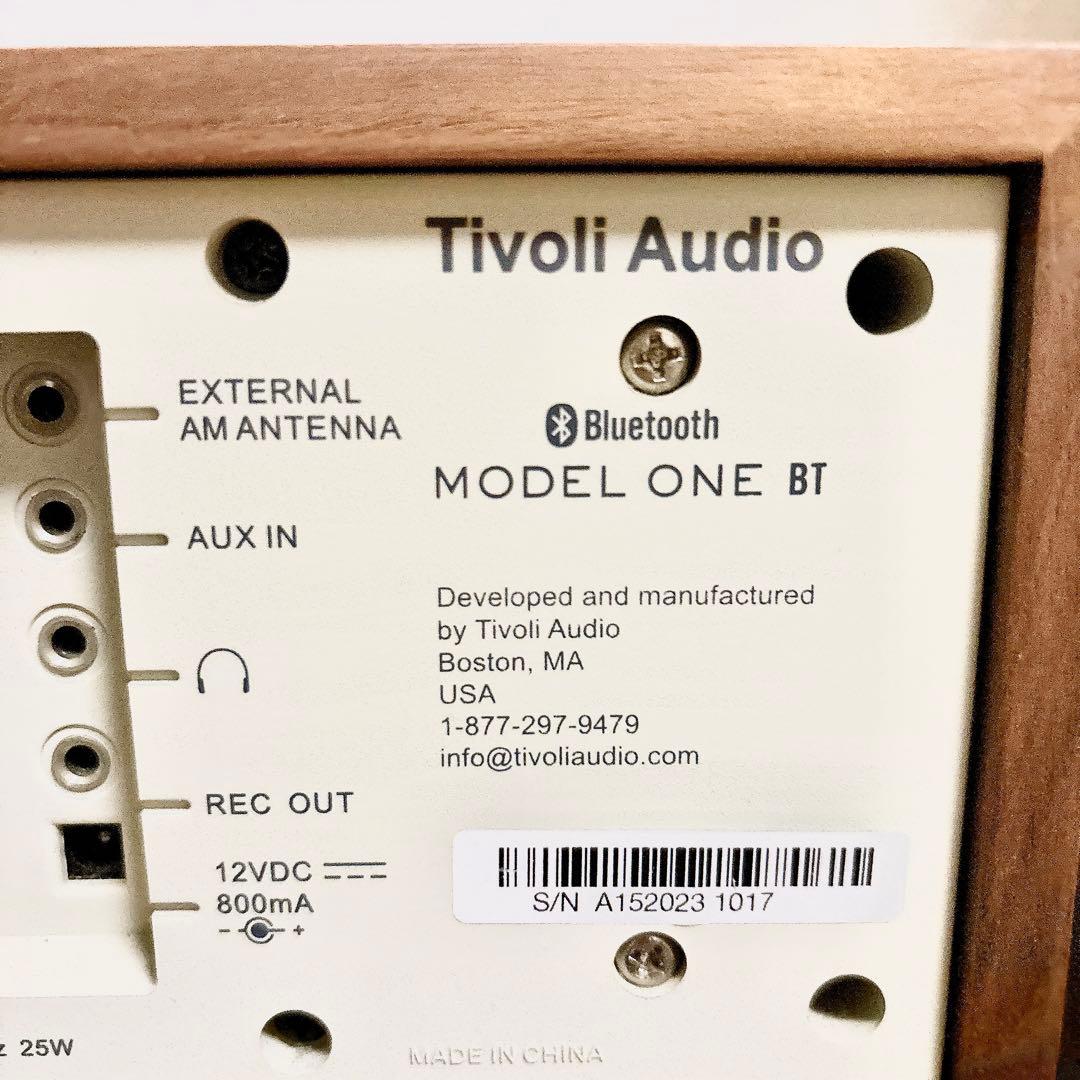 Tivoli Audio
EXTERNAL
AM ANTENNA
Bluetooth
MODEL ONE BT
AUX IN
Developed and manufactured
by Tivoli Audio
Boston, MA
USA
1-877-297-9479
info@tivoliaudio.com
REC OUT
12VDC
800mA
- +
S/N A152023 1017
z 25W
MADE IN CHINA